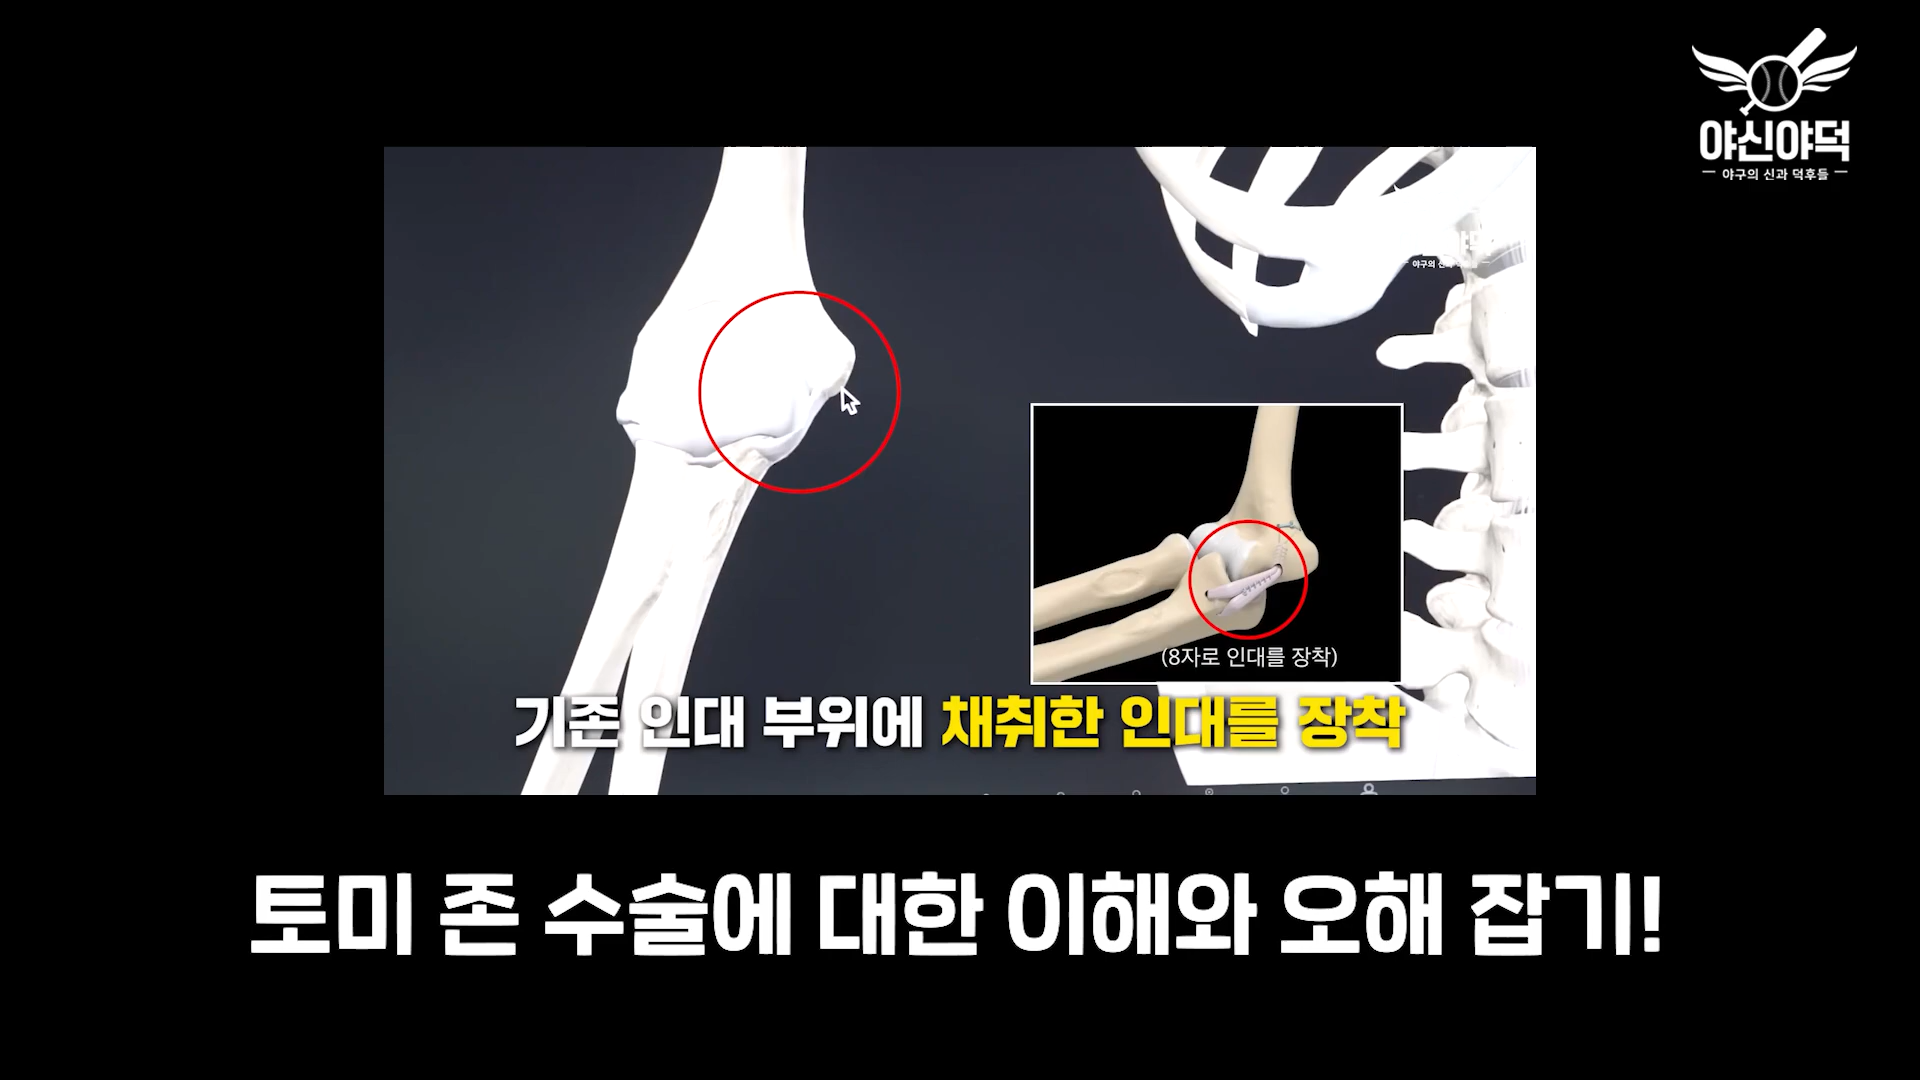 야신야덕
야구의 신과 덕후들
(8자로 인대를 장착)
기존 인대 부위에 채취한 인대를 장착
토미 존 수술에 대한 이해와 오해 잡기!